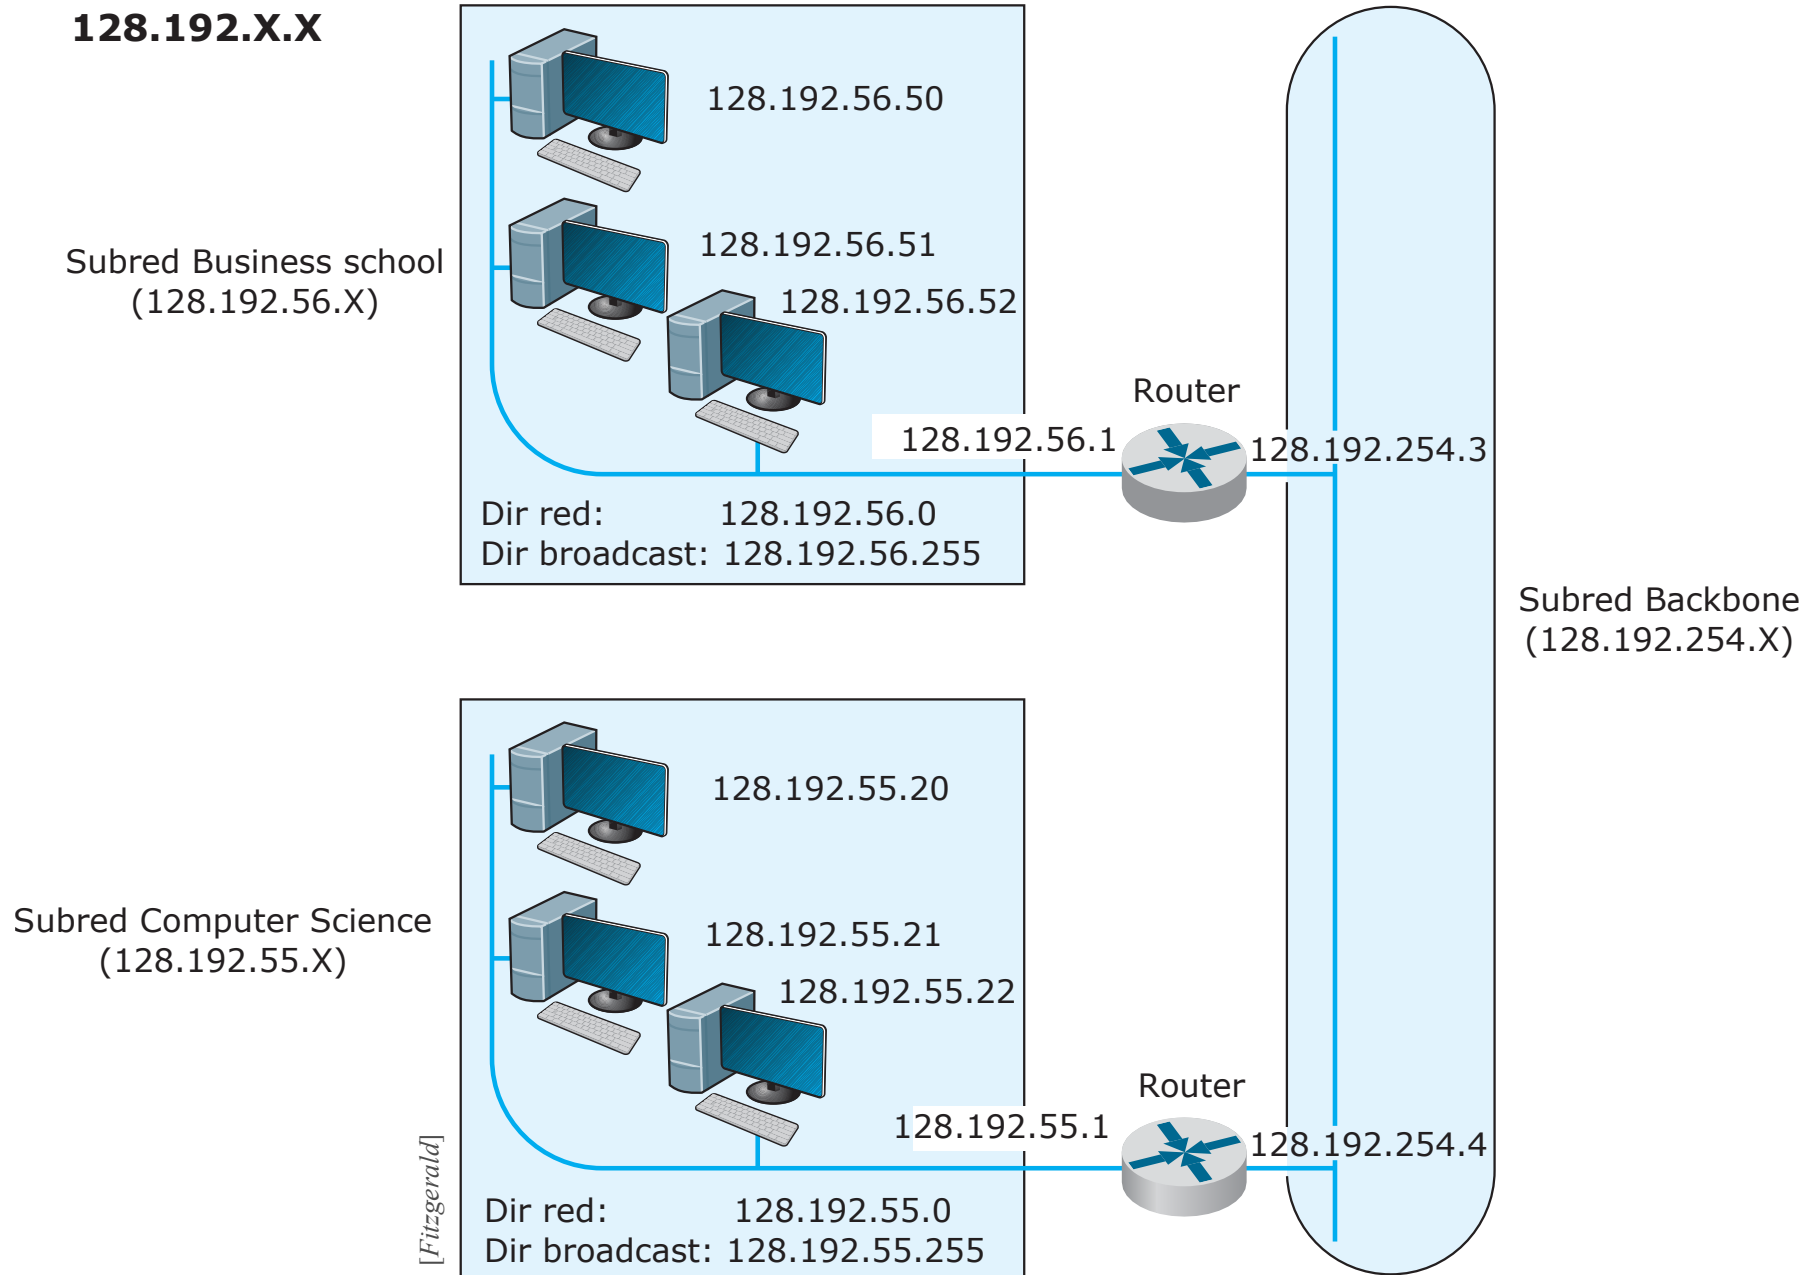 128.192.X.X
128.192.56.50
128.192.56.51
128.192.56.52
Subred Business school
(128.192.56.X)
Router
128.192.56.1
128.192.254.3
Dir red: 128.192.56.0
Dir broadcast: 128.192.56.255
Subred Backbone
(128.192.254.X)
128.192.55.20
128.192.55.21
128.192.55.22
Subred Computer Science
(128.192.55.X)
Router
128.192.55.1
128.192.254.4
Dir red: 128.192.55.0
Dir broadcast: 128.192.55.255
[Fitzgerald]